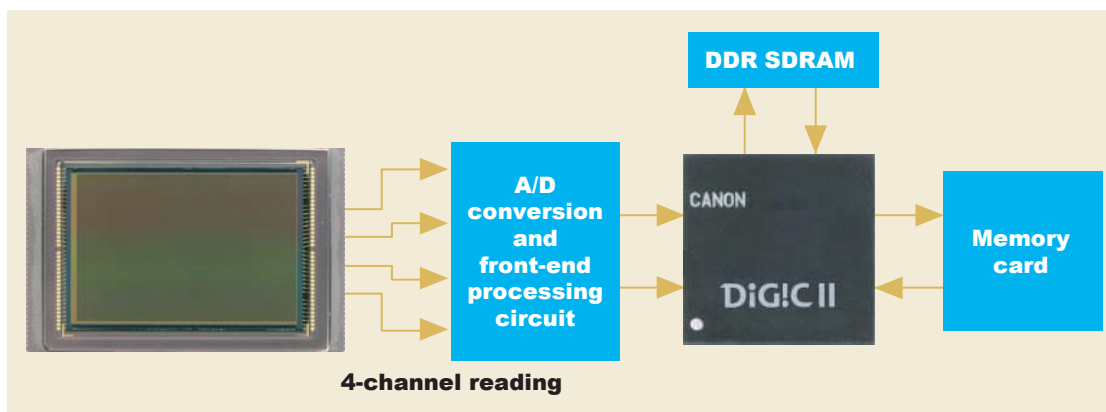 DDR SDRAM
A/D
conversion
and
front-end
processing
circuit
CANON
DiG!C II
Memory
card
4-channel reading